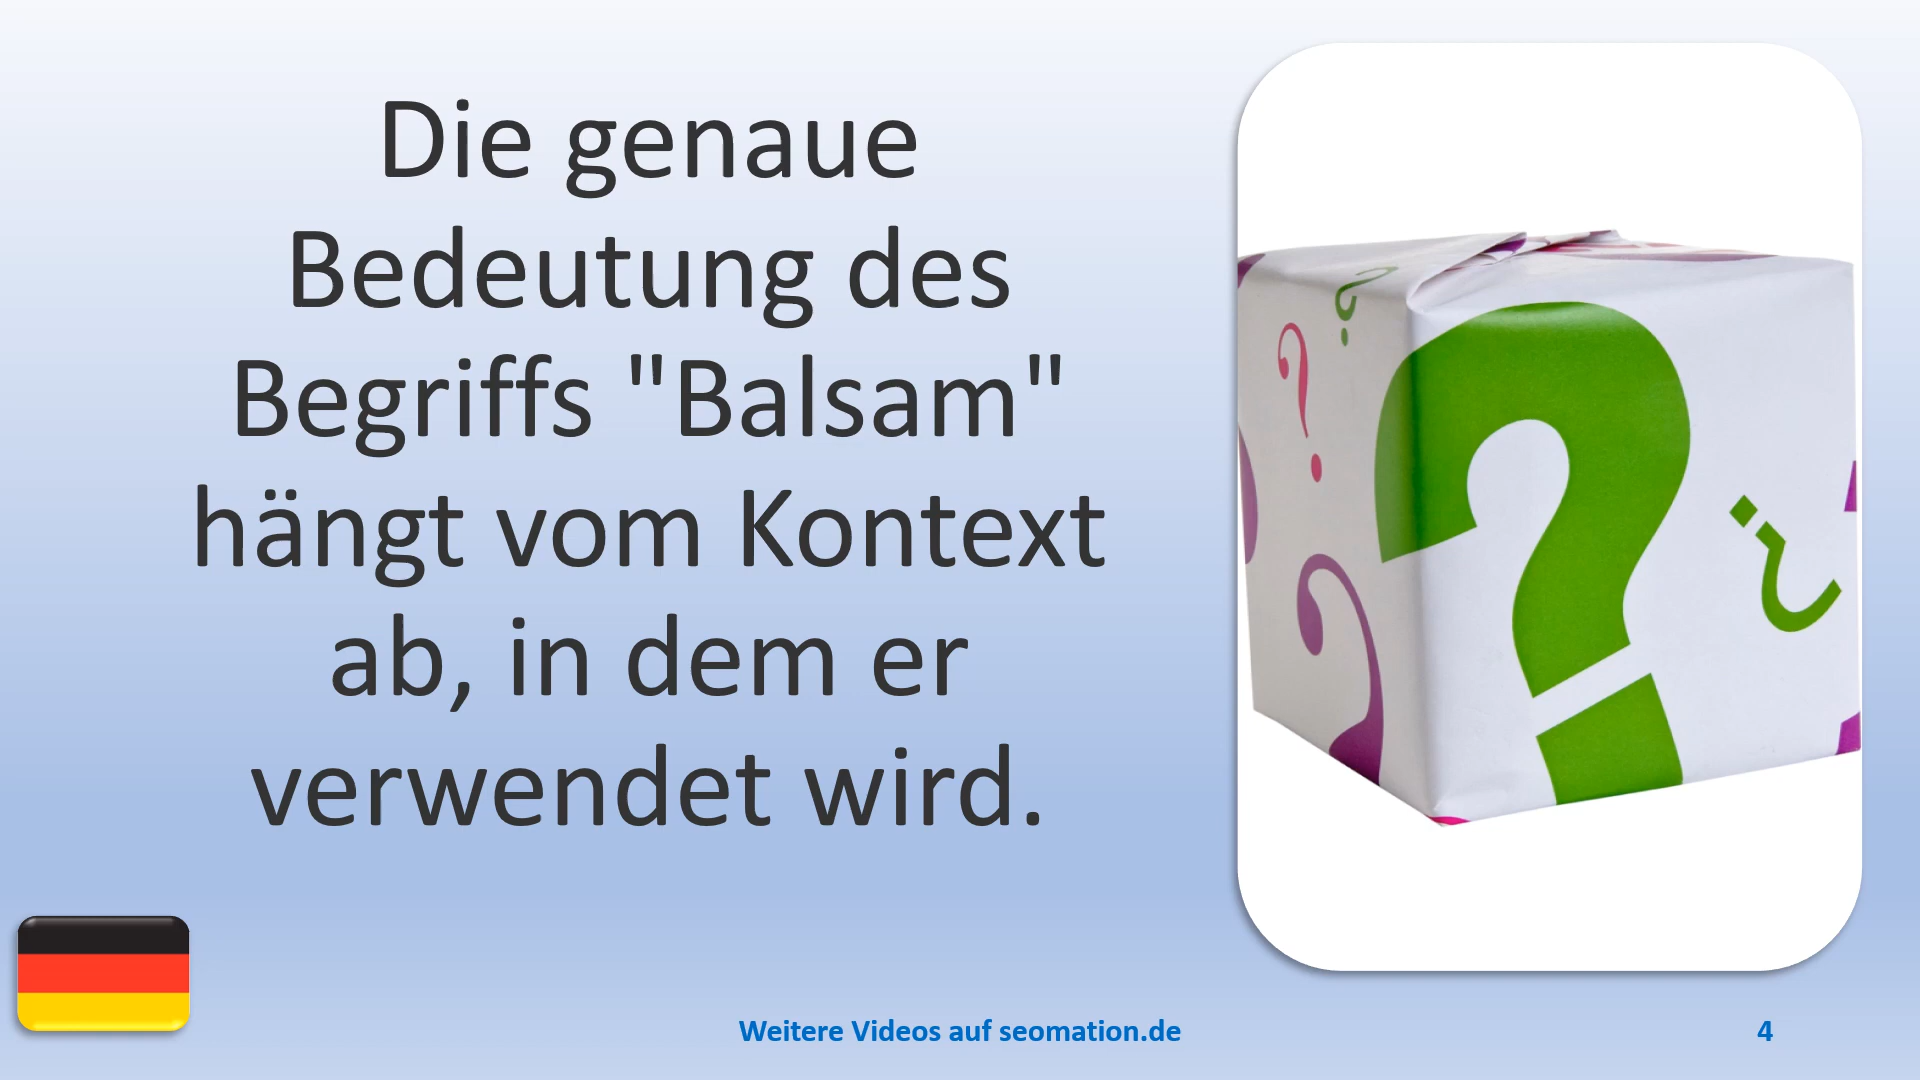 Die genaue
Bedeutung des
Begriffs "Balsam"
hängt vom Kontext
ab, in dem er
verwendet wird.
?
?
?
?
?
Weitere Videos auf seomation.de
4